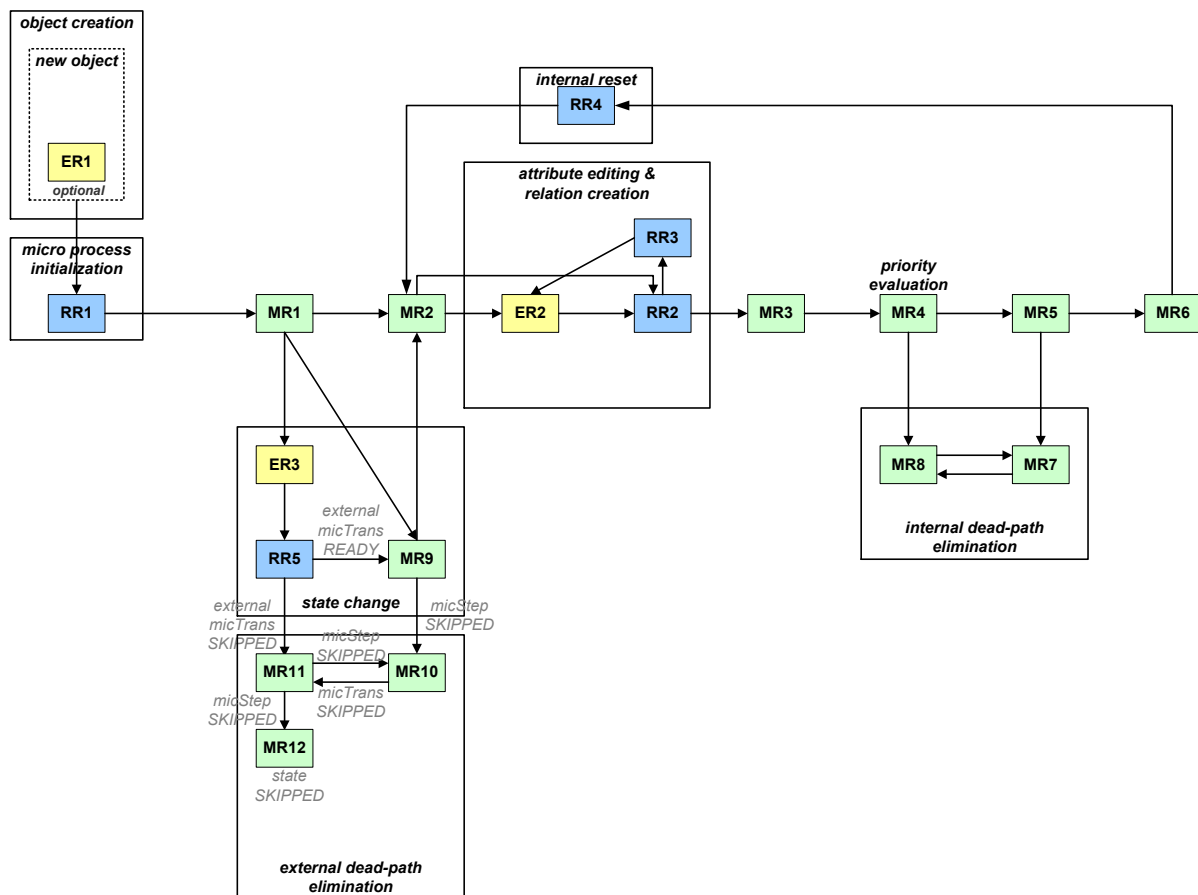 object creation
new object
ER1
optional
micro process
initialization
RR1
internal reset
RR4
attribute editing &
relation creation
RR3
MR1
MR2
ER2
RR2
MR3
priority
evaluation
MR4
MR5
MR6
ER3
external
micTrans
READY
RR5
MR9
state change
MR8
MR7
internal dead-path
elimination
external
micTrans
SKIPPED
micStep
SKIPPED
micStep
SKIPPED
MR11
MR10
micTrans
SKIPPED
micStep
SKIPPED
MR12
state
SKIPPED
external dead-path
elimination